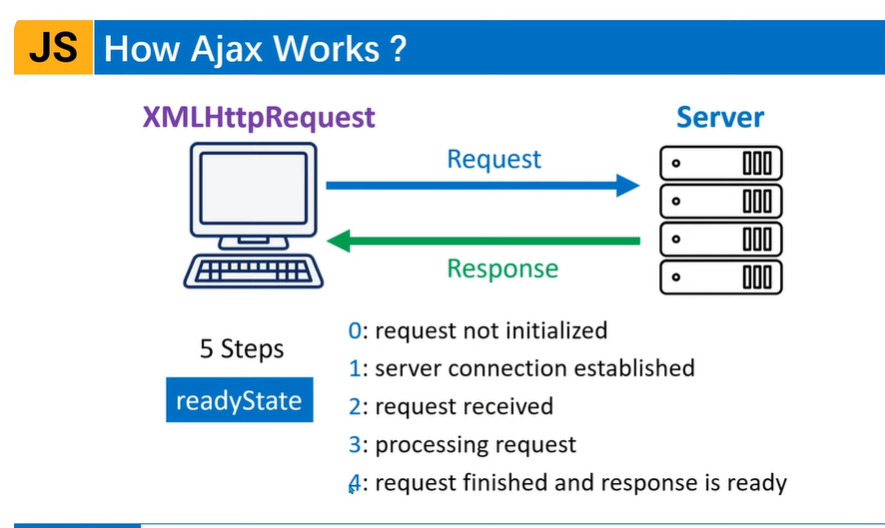 JS How Ajax Works ?
XMLHttpRequest
Server
Request
Response
5 Steps
readyState
0: request not initialized
1: server connection established
2: request received
3: processing request
4: request finished and response is ready